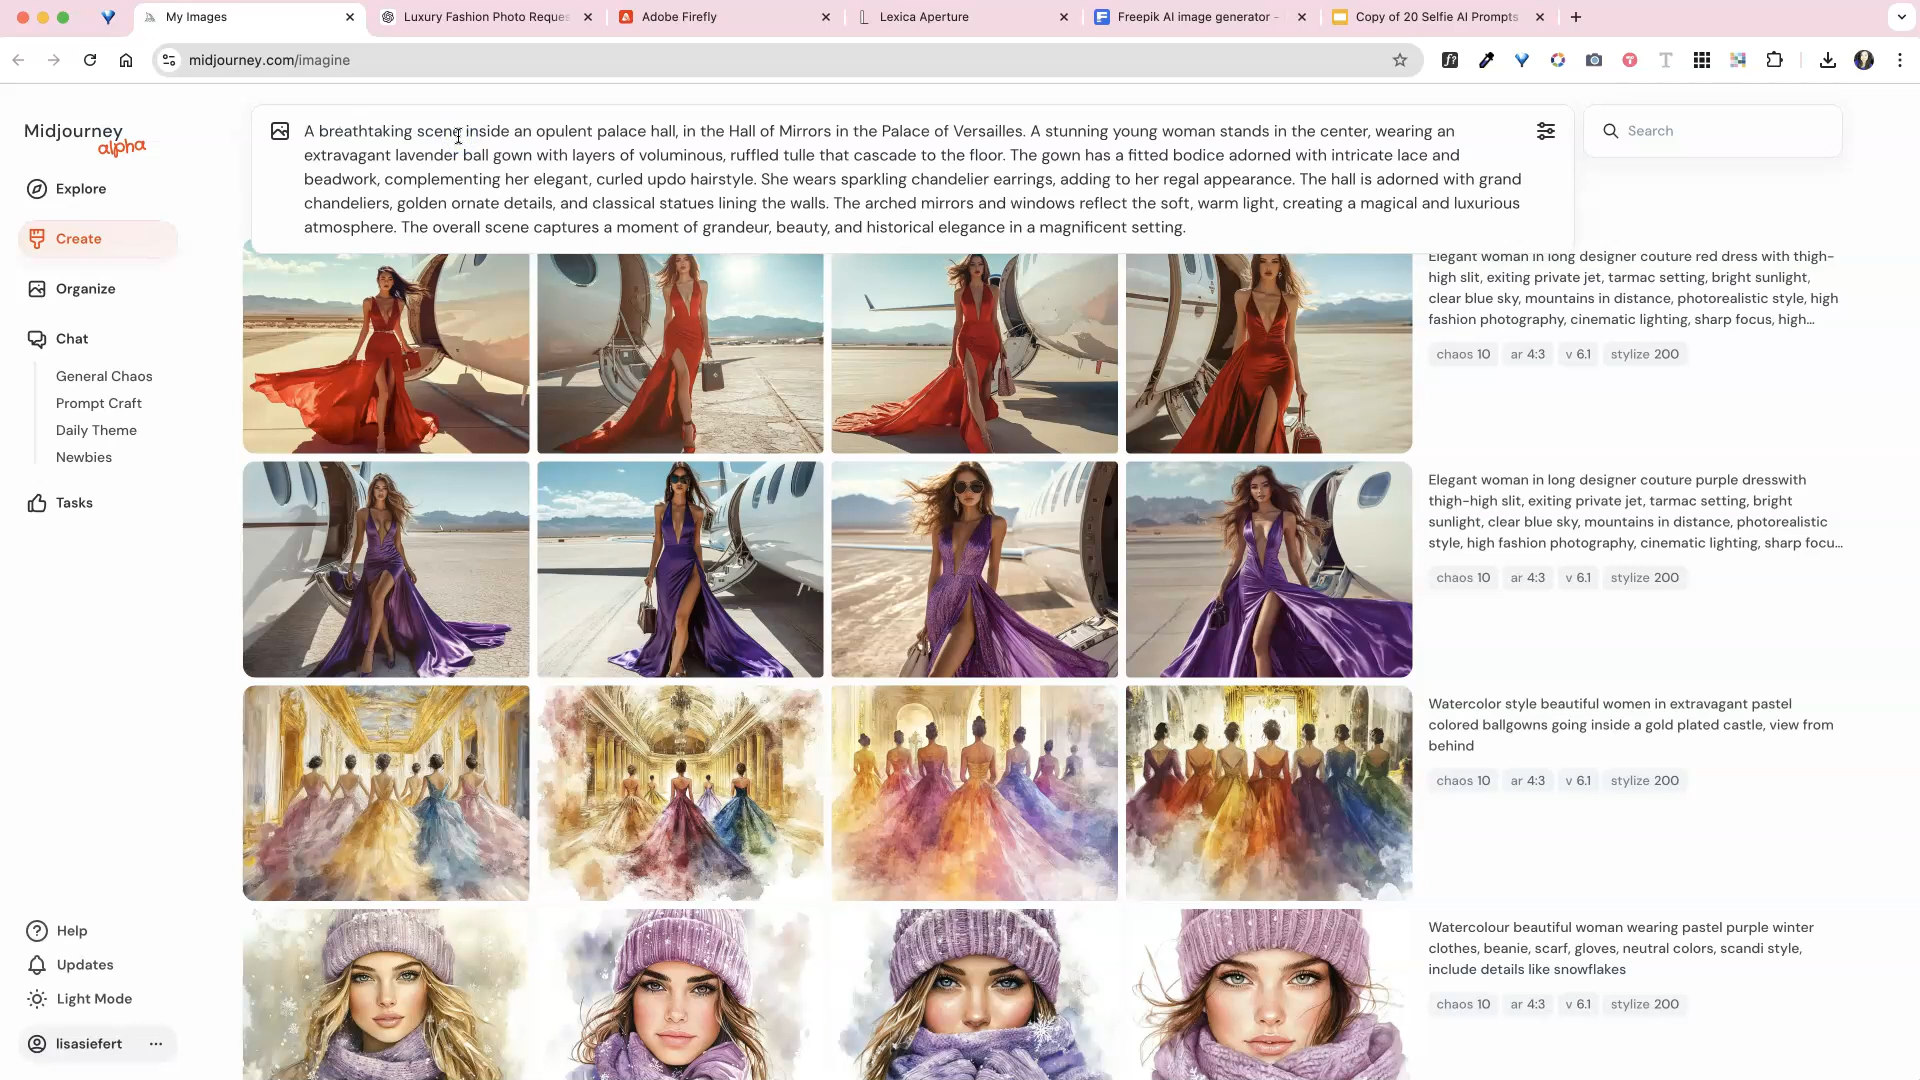 My Images
Luxury Fashion Photo Reques
Adobe Firefly
Lexica Aperture
Freepik AI image generator -
Copy of 20 Selfie AI Prompts
midjourney.com/imagine
Midjourney
alpha
Explore
Create
Organize
Chat
General Chaos
Prompt Craft
Daily Theme
Newbies
Tasks
Help
Updates
Light Mode
lisasiefert
A breathtaking scene inside an opulent palace hall, in the Hall of Mirrors in the Palace of Versailles. A stunning young woman stands in the center, wearing an
extravagant lavender ball gown with layers of voluminous, ruffled tulle that cascade to the floor. The gown has a fitted bodice adorned with intricate lace and
beadwork, complementing her elegant, curled updo hairstyle. She wears sparkling chandelier earrings, adding to her regal appearance. The hall is adorned with grand
chandeliers, golden ornate details, and classical statues lining the walls. The arched mirrors and windows reflect the soft, warm light, creating a magical and luxurious
atmosphere. The overall scene captures a moment of grandeur, beauty, and historical elegance in a magnificent setting.
Search
Elegant woman in long designer couture red dress with thigh-
high slit, exiting private jet, tarmac setting, bright sunlight,
clear blue sky, mountains in distance, photorealistic style, high
fashion photography, cinematic lighting, sharp focus, high...
chaos 10 ar 4:3 v 6.1 stylize 200
Elegant woman in long designer couture purple dresswith
thigh-high slit, exiting private jet, tarmac setting, bright
sunlight, clear blue sky, mountains in distance, photorealistic
style, high fashion photography, cinematic lighting, sharp focu...
chaos 10 ar 4:3 v 6.1 stylize 200
Watercolor style beautiful women in extravagant pastel
colored ballgowns going inside a gold plated castle, view from
behind
chaos 10 ar 4:3 v 6.1 stylize 200
Watercolour beautiful woman wearing pastel purple winter
clothes, beanie, scarf, gloves, neutral colors, scandi style,
include details like snowflakes
chaos 10 ar 4:3 v 6.1 stylize 200